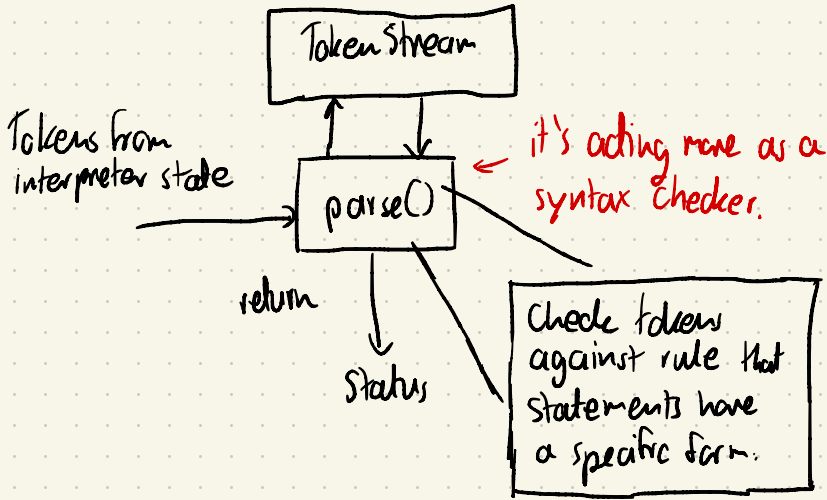 TokenStream
Tokens from
interpreter state
it's acting more as a
syntax checker.
parse()
return
Status
Check tokens
against rule that
statements have
a specific form.